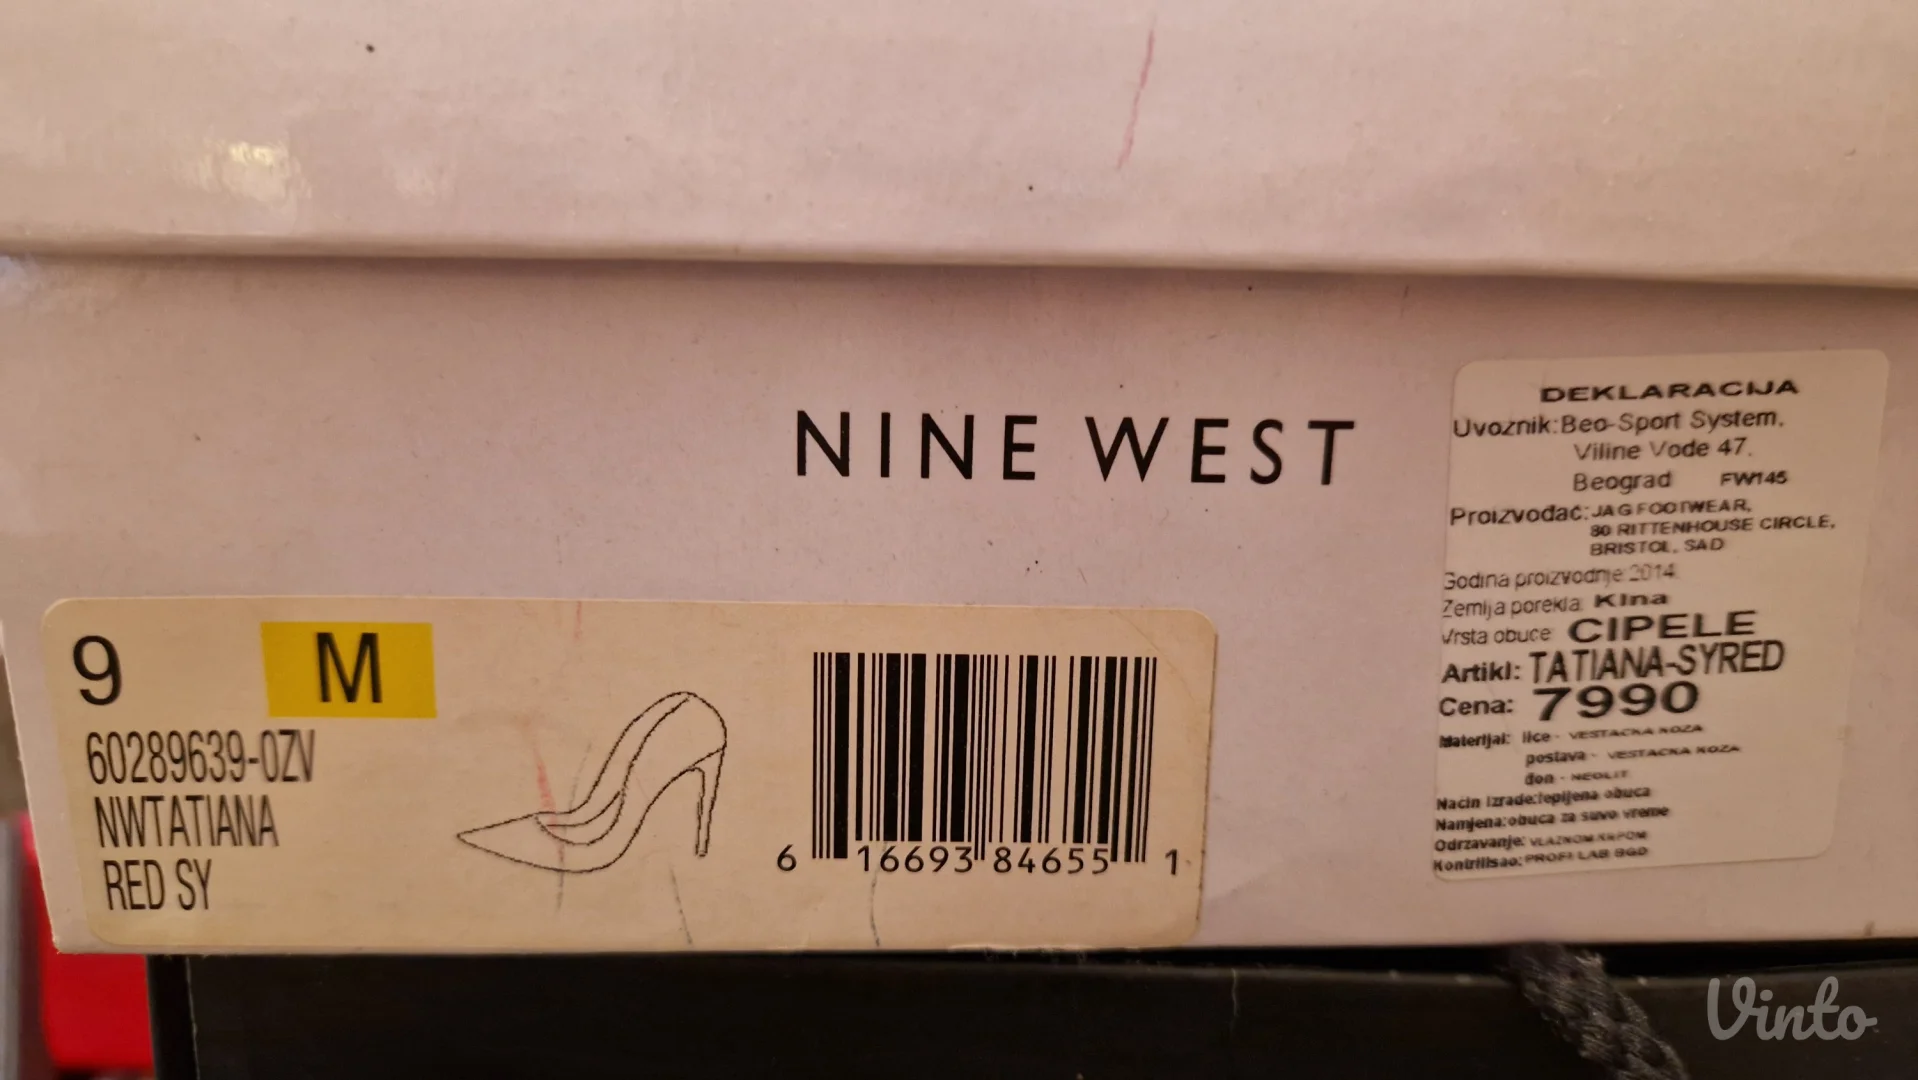 NINE WEST
9 M
60289639-0ZV
NWTATIANA
RED SY
6 16693 84655 1
DEKLARACIJA
Uvoznik:Beo-Sport System,
Viline Vode 47.
Beograd FW145
Proizvođač:JAG FOOTWEAR,
80 RITTENHOUSE CIRCLE,
BRISTOL, SAD
Godina proizvodnje:2014.
Zemlja porekla: Kina
Vrsta obuce: CIPELE
Artikl: TATIANA-SYRED
Cena: 7990
Materijal: lice - VESTACKA KOZA
postava - VESTACKA KOZA
đon - NEOLIT
Način izrade:lepljena obuca
Namjena:obuca za suvo vreme
Odrzavanje: VLAZNOM KRPOM
Kontrilisao: PROFI LAB BGD
Vinto